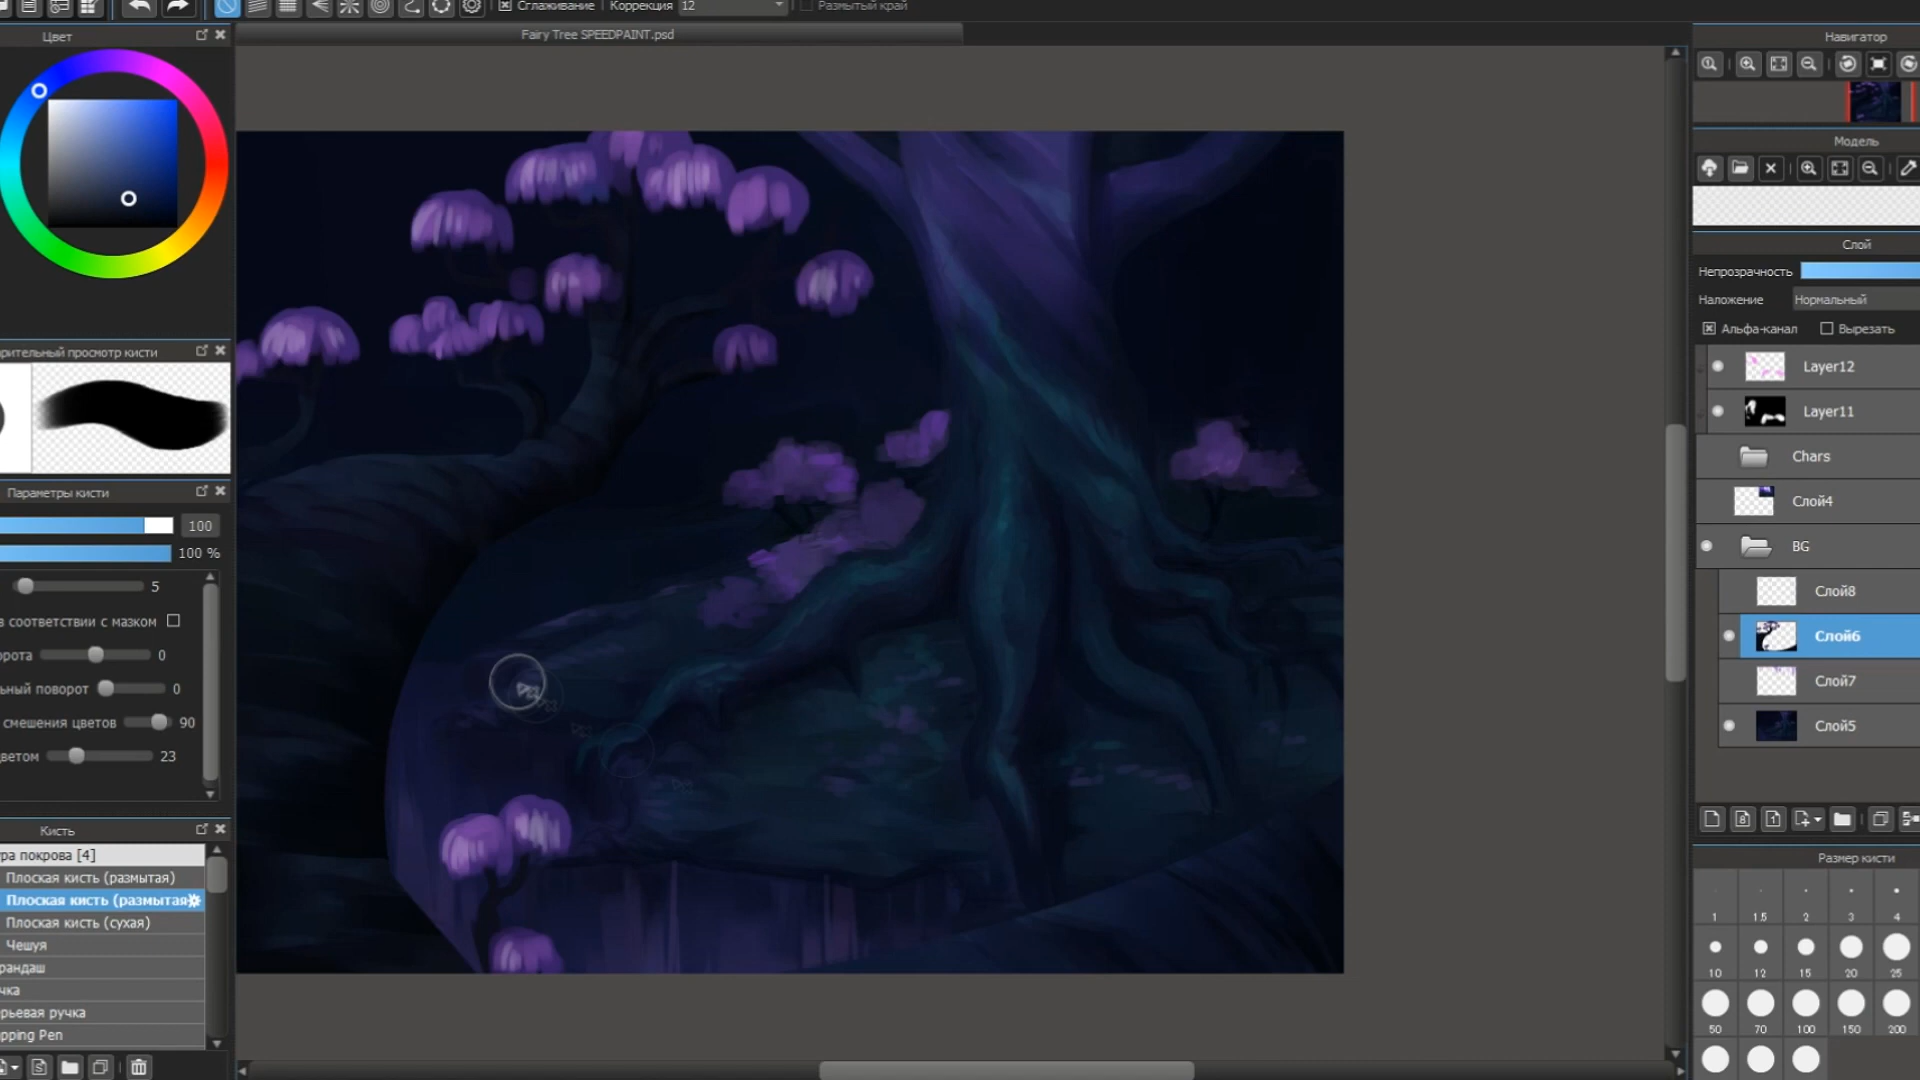 Сглаживание
Коррекция
12
Размытый край
Цвет
Fairy Tree SPEEDPAINT.psd
Навигатор
Модель
Слой
Непрозрачность
Наложение
Нормальный
Альфа-канал
Вырезать
рительный просмотр кисти
Layer12
Layer11
Chars
Слой4
BG
Слой8
Слой6
Слой7
Слой5
Параметры кисти
100
100 %
5
в соответствии с мазком
орота
0
ьный поворот
0
смешения цветов
90
цветом
23
Кисть
ура покрова [4]
Плоская кисть (размытая)
Плоская кисть (размытая
Плоская кисть (сухая)
Чешуя
рандаш
чка
рьевая ручка
pping Pen
Размер кисти
1
1.5
2
3
4
10
12
15
20
25
50
70
100
150
200